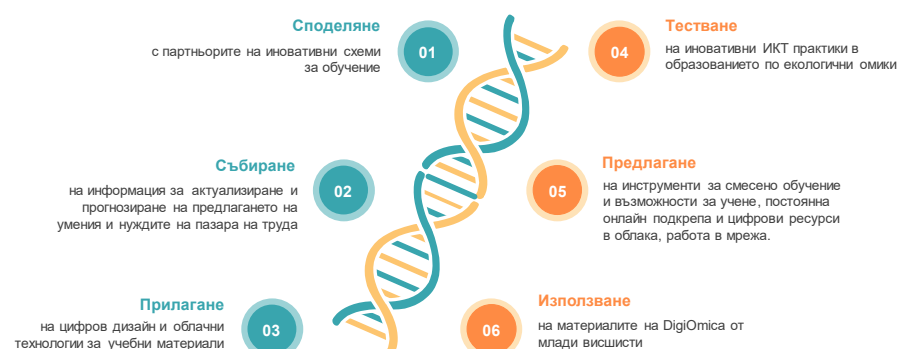 Споделяне
с партньорите на иновативни схеми
за обучение
01
Събиране
на информация за актуализиране и
прогнозиране на предлагането на
умения и нуждите на пазара на труда
02
Прилагане
на цифров дизайн и облачни
технологии за учебни материали
03
04
Тестване
на иновативни ИКТ практики в
образованието по екологични омики
05
Предлагане
на инструменти за смесено обучение
и възможности за учене, постоянна
онлайн подкрепа и цифрови ресурси
в облака, работа в мрежа.
06
Използване
на материалите на DigiOmica от
млади висшисти